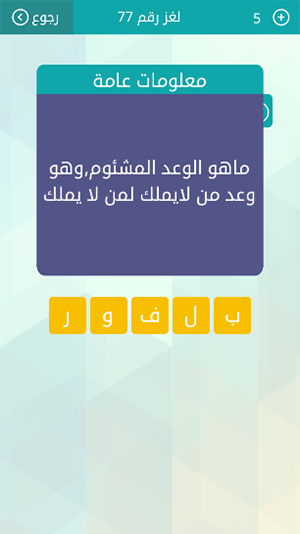 رجوع
لغز رقم 77
5
معلومات عامة
ماهو الوعد المشئوم,وهو
وعد من لايملك لمن لا يملك
ب ل ف و ر